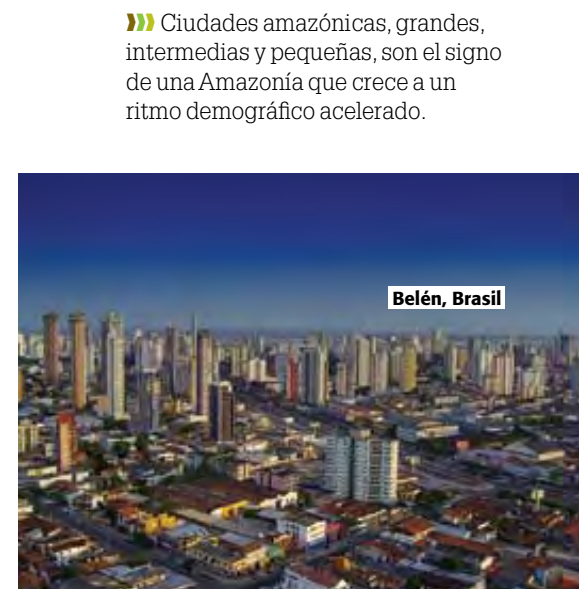 Ciudades amazónicas, grandes,
intermedias y pequeñas, son el signo
de una Amazonía que crece a un
ritmo demográfico acelerado.
Belén, Brasil